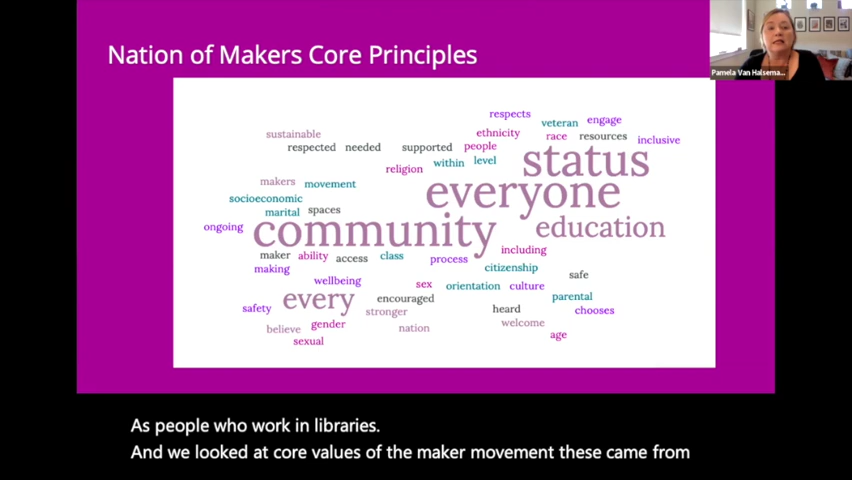 Nation of Makers Core Principles
Pamela Van Halsema...
respects
veteran engage
sustainable ethnicity race resources inclusive
respected needed supported people
status
religion within level
makers movement everyone
socioeconomic
marital spaces
ongoing community education
maker ability access class process including
making citizenship safe
wellbeing sex orientation culture parental
every encouraged
safety stronger heard chooses
believe gender nation welcome
sexual age
As people who work in libraries.
And we looked at core values of the maker movement these came from